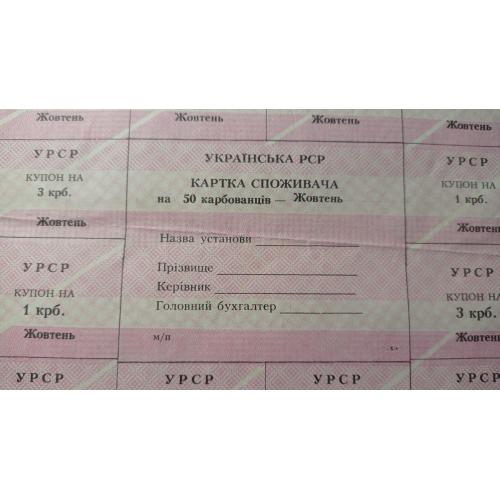 Жовтень Жовтень Жовтень Жовтень
УРСР
КУПОН НА
3 крб.
Жовтень
УРСР
КУПОН НА
1 крб.
Жовтень
УКРАЇНСЬКА РСР
КАРТКА СПОЖИВАЧА
на 50 карбованців — Жовтень
Назва установи
Прізвище
Керівник
Головний бухгалтер
м/п
УРСР
КУПОН НА
1 крб.
Жовтень
УРСР
КУПОН НА
3 крб.
Жовтень
УРСР УРСР УРСР УРСР